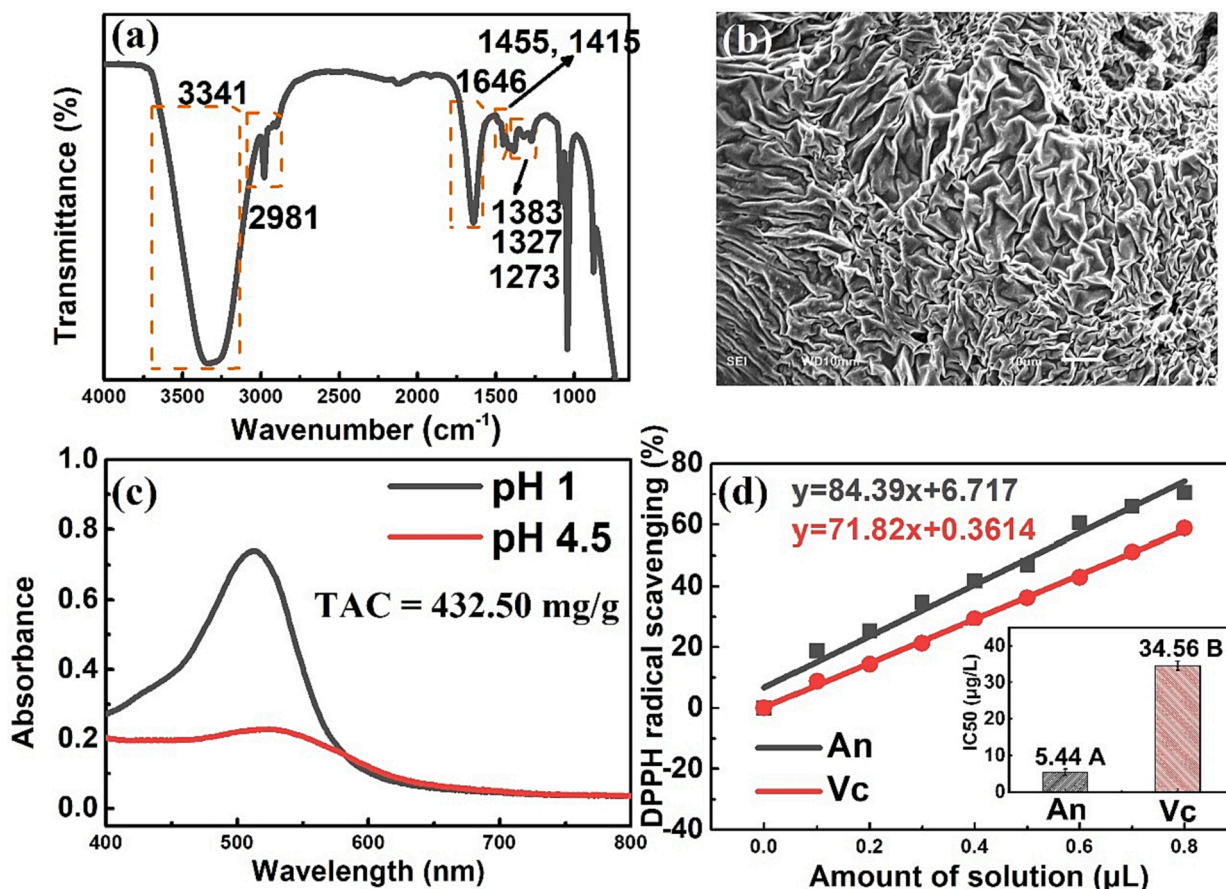 (a)
3341
2981
1646
1455, 1415
1383
1327
1273
Transmittance (%)
4000 3500 3000 2500 2000 1500 1000
Wavenumber (cm⁻¹)
(b)
SEI WD10mm 10μm
(c)
pH 1
pH 4.5
TAC = 432.50 mg/g
Absorbance
1.0
0.8
0.6
0.4
0.2
0.0
400 500 600 700 800
Wavelength (nm)
(d)
y=84.39x+6.717
y=71.82x+0.3614
An
Vc
DPPH radical scavenging (%)
80
60
40
20
0
-20
-40
0.0 0.2 0.4 0.6 0.8
Amount of solution (μL)
IC50 (μg/L)
40
30
20
10
0
5.44 A
34.56 B
An Vc